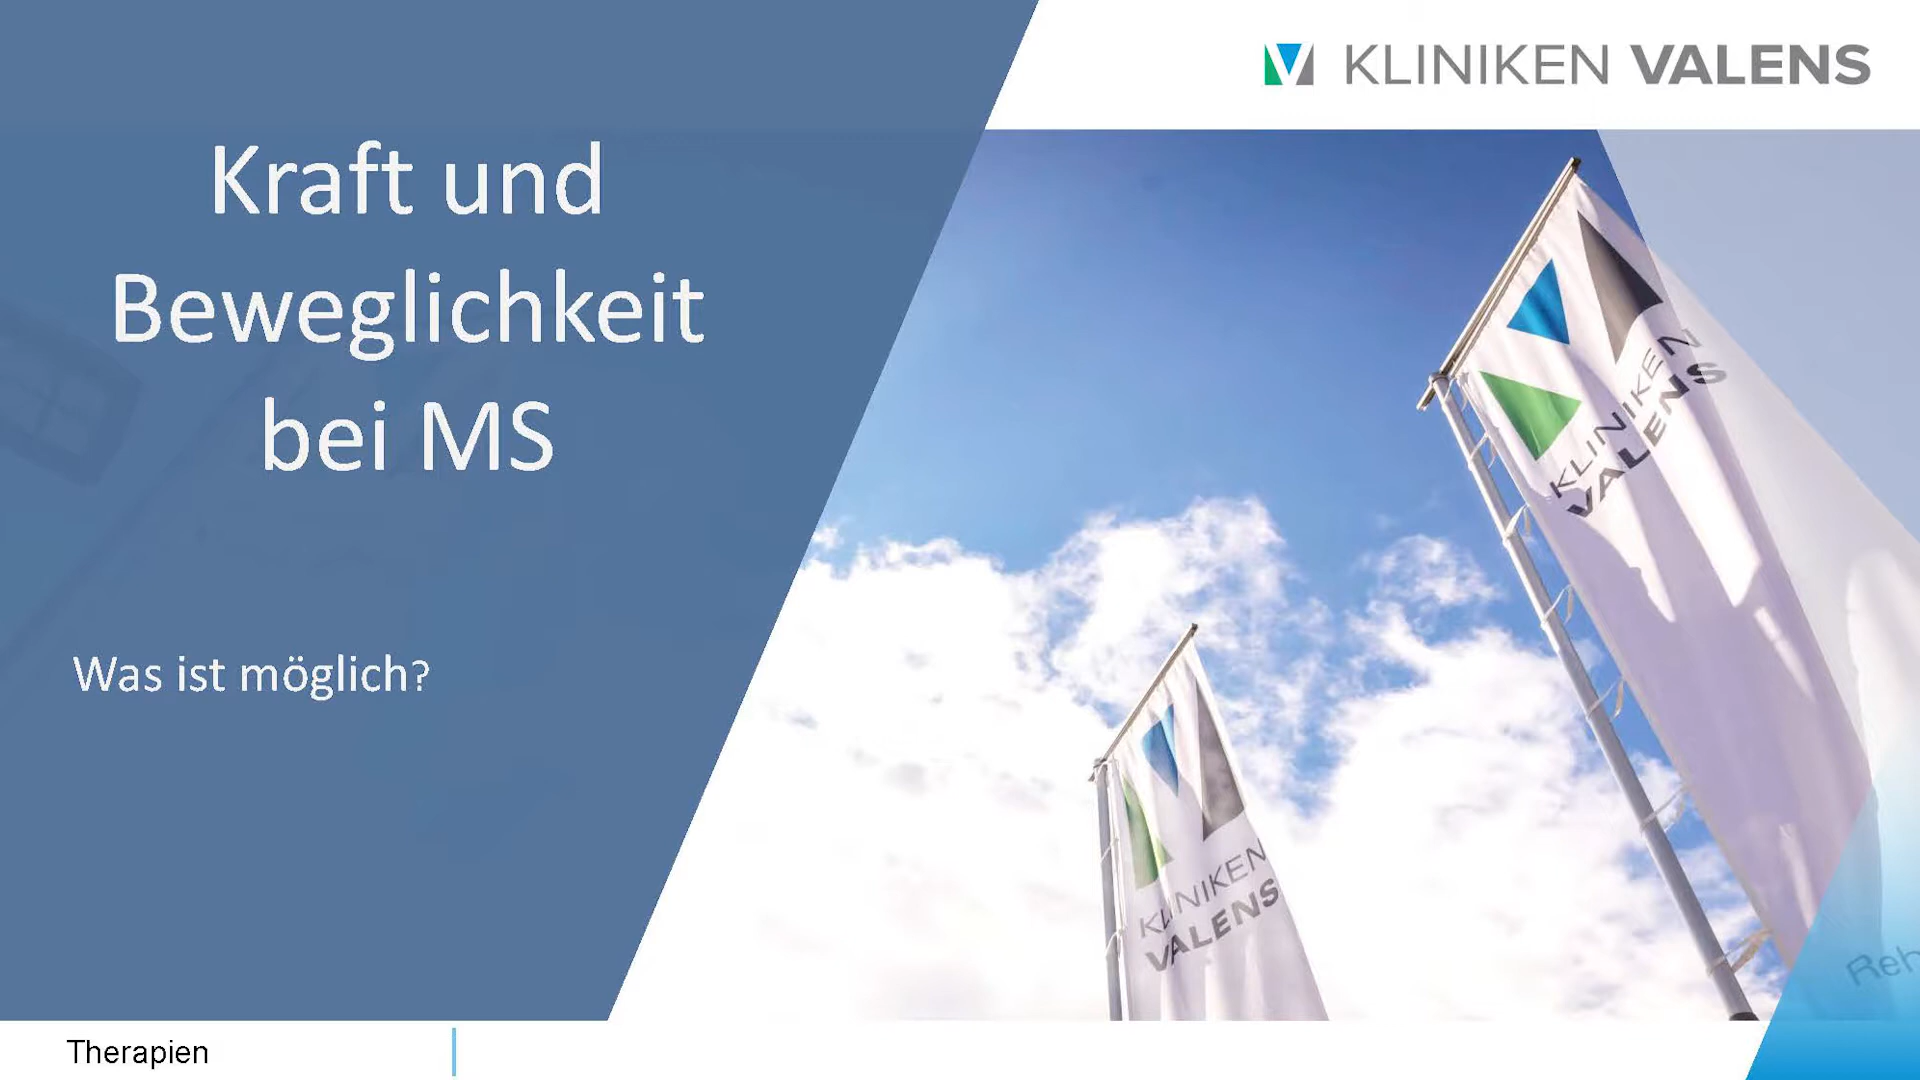 KLINIKEN VALENS
Kraft und
Beweglichkeit
bei MS
Was ist möglich?
KLINIKEN
VALENS
KLINIKEN
VALENS
Therapien